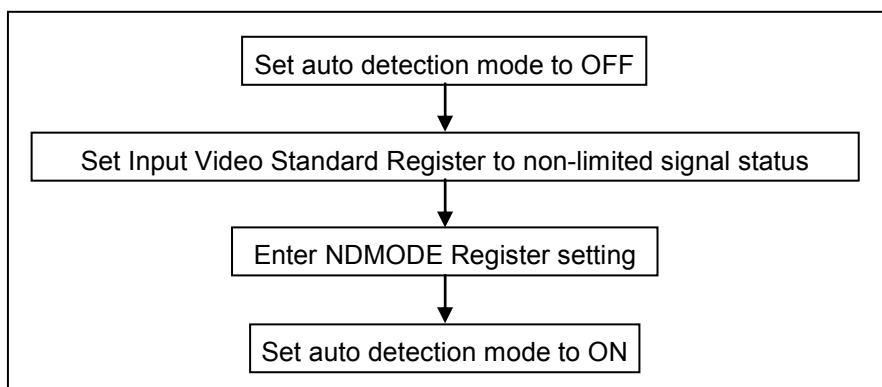 Set auto detection mode to OFF
Set Input Video Standard Register to non-limited signal status
Enter NDMODE Register setting
Set auto detection mode to ON